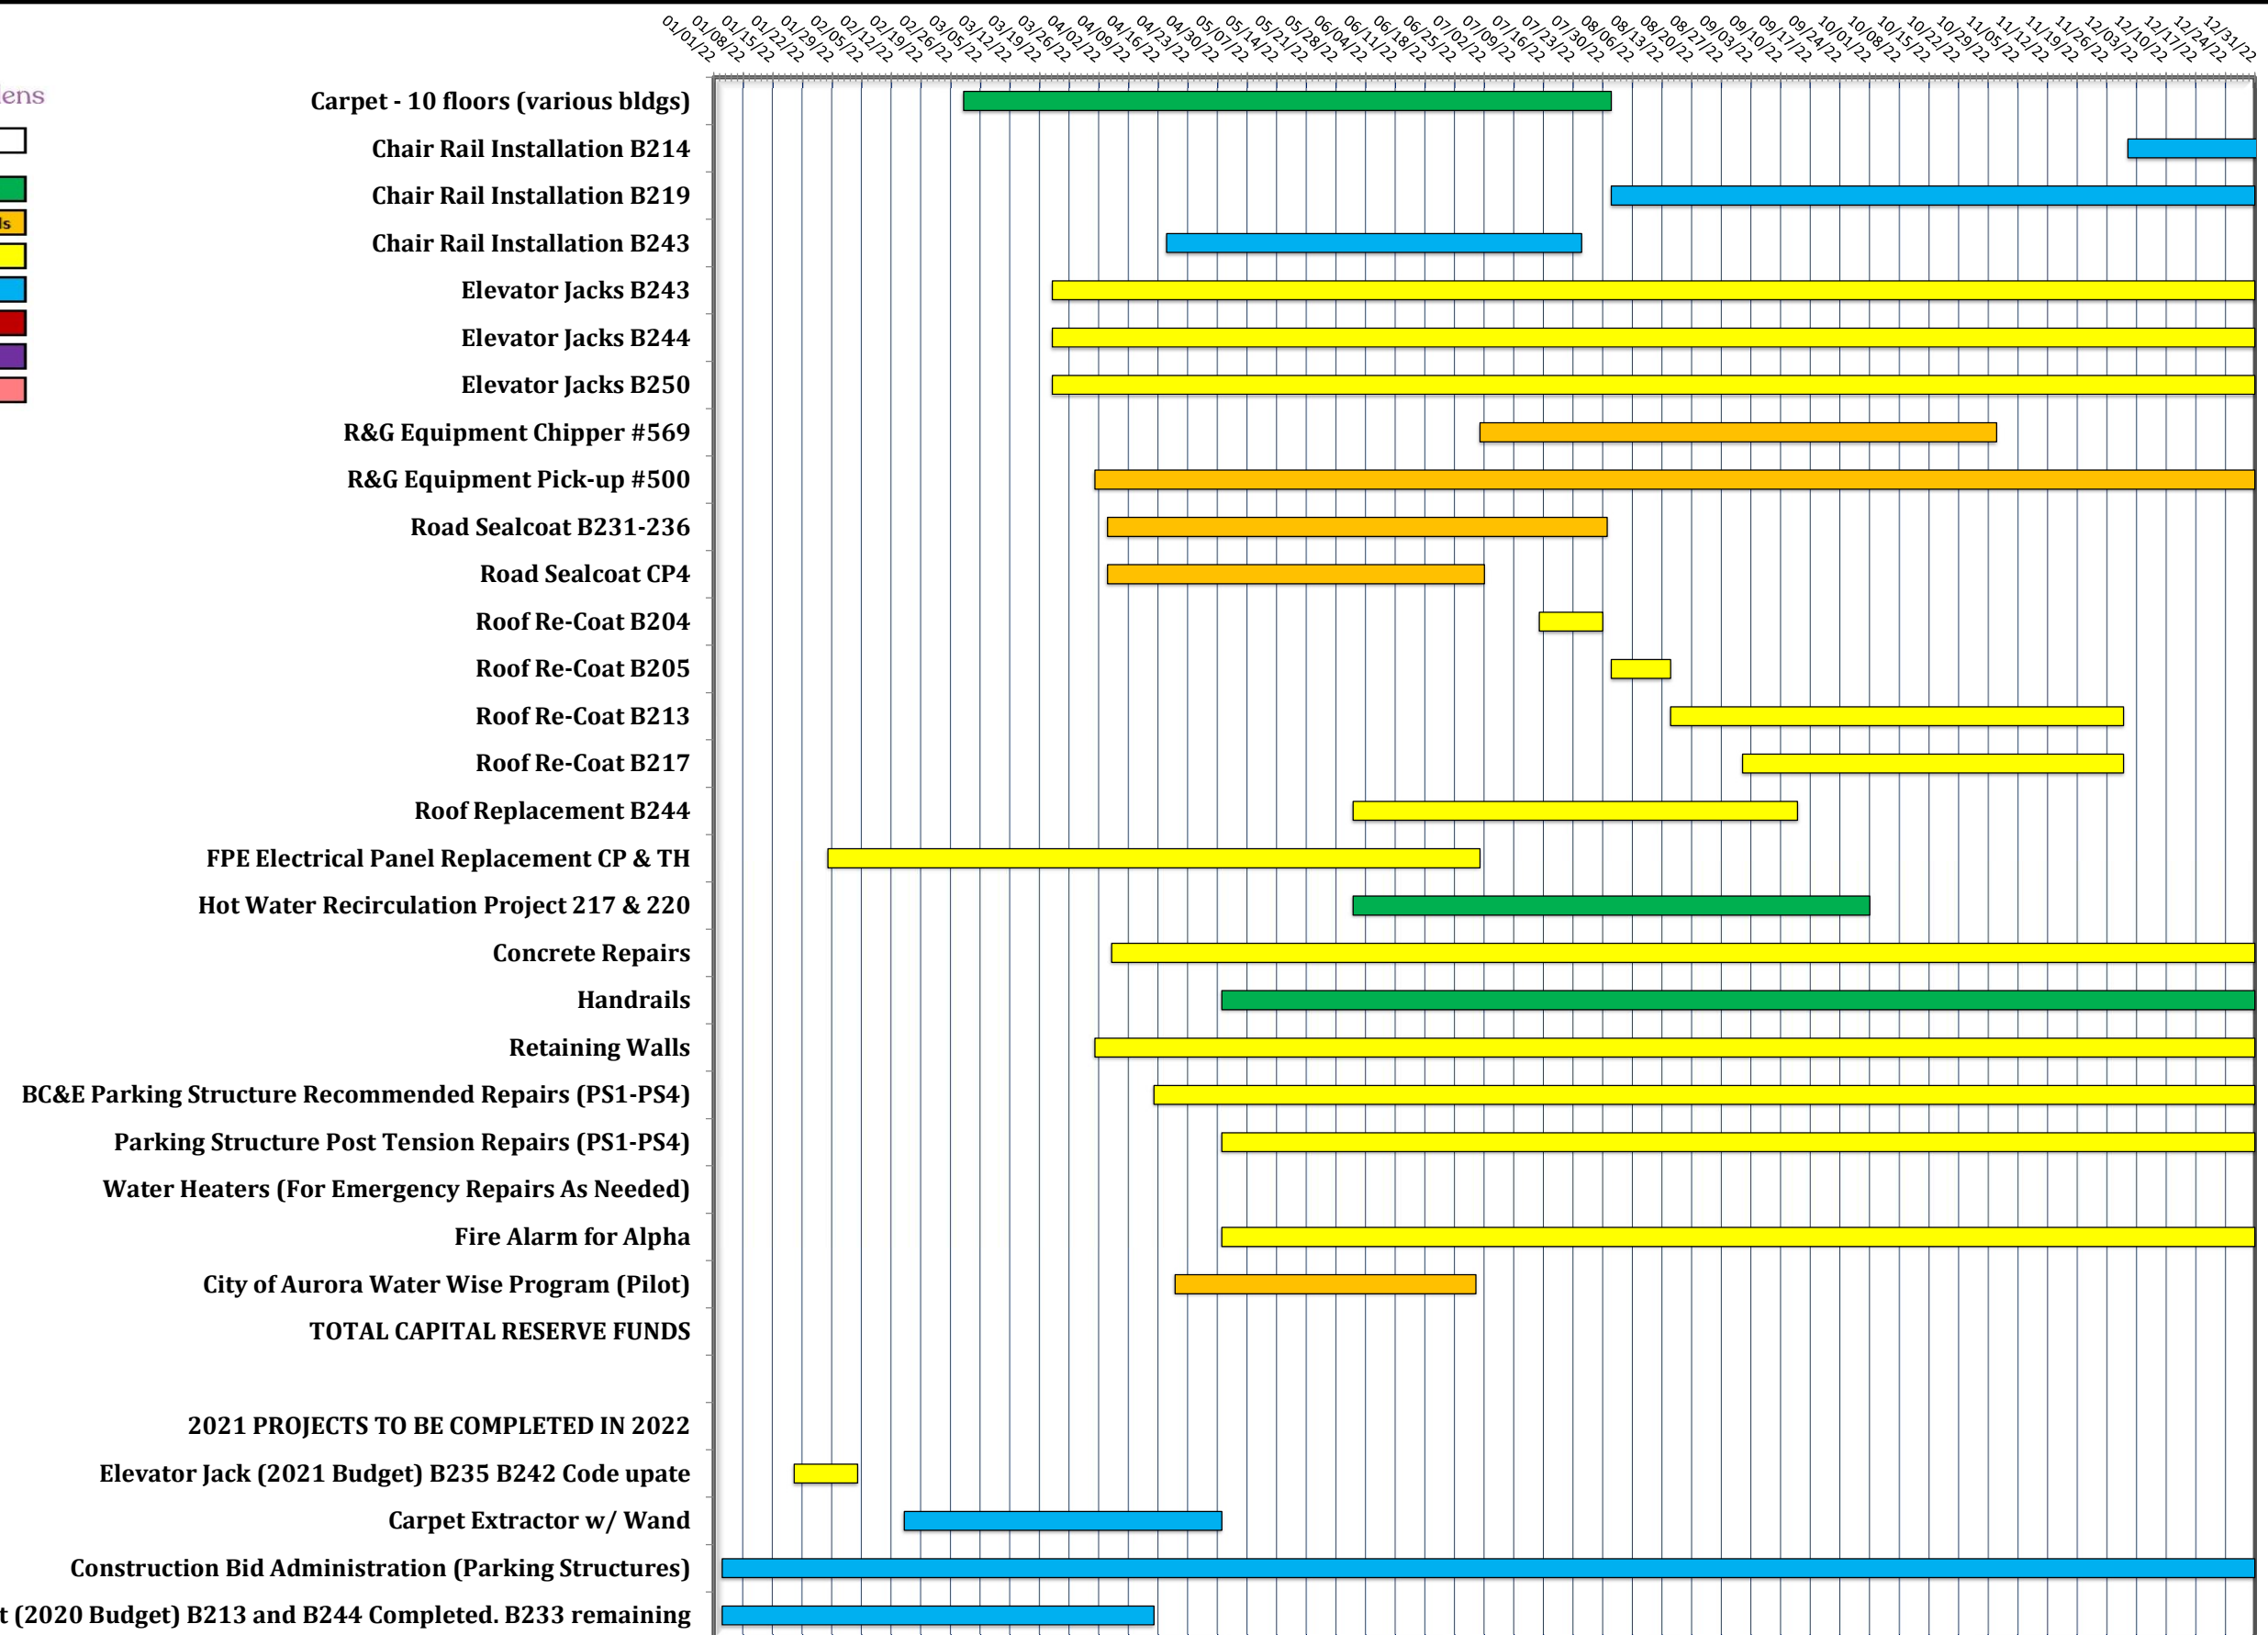 01/01/22
01/08/22
01/15/22
01/22/22
01/29/22
02/05/22
02/12/22
02/19/22
02/26/22
03/05/22
03/12/22
03/19/22
03/26/22
04/02/22
04/09/22
04/16/22
04/23/22
04/30/22
05/07/22
05/14/22
05/21/22
05/28/22
06/04/22
06/11/22
06/18/22
06/25/22
07/02/22
07/09/22
07/16/22
07/23/22
07/30/22
08/06/22
08/13/22
08/20/22
08/27/22
09/03/22
09/10/22
09/17/22
09/24/22
10/01/22
10/08/22
10/15/22
10/22/22
10/29/22
11/05/22
11/12/22
11/19/22
11/26/22
12/03/22
12/10/22
12/17/22
12/24/22
12/31/22
lens
ls
Carpet - 10 floors (various bldgs)
Chair Rail Installation B214
Chair Rail Installation B219
Chair Rail Installation B243
Elevator Jacks B243
Elevator Jacks B244
Elevator Jacks B250
R&G Equipment Chipper #569
R&G Equipment Pick-up #500
Road Sealcoat B231-236
Road Sealcoat CP4
Roof Re-Coat B204
Roof Re-Coat B205
Roof Re-Coat B213
Roof Re-Coat B217
Roof Replacement B244
FPE Electrical Panel Replacement CP & TH
Hot Water Recirculation Project 217 & 220
Concrete Repairs
Handrails
Retaining Walls
BC&E Parking Structure Recommended Repairs (PS1-PS4)
Parking Structure Post Tension Repairs (PS1-PS4)
Water Heaters (For Emergency Repairs As Needed)
Fire Alarm for Alpha
City of Aurora Water Wise Program (Pilot)
TOTAL CAPITAL RESERVE FUNDS
2021 PROJECTS TO BE COMPLETED IN 2022
Elevator Jack (2021 Budget) B235 B242 Code upate
Carpet Extractor w/ Wand
Construction Bid Administration (Parking Structures)
t (2020 Budget) B213 and B244 Completed. B233 remaining